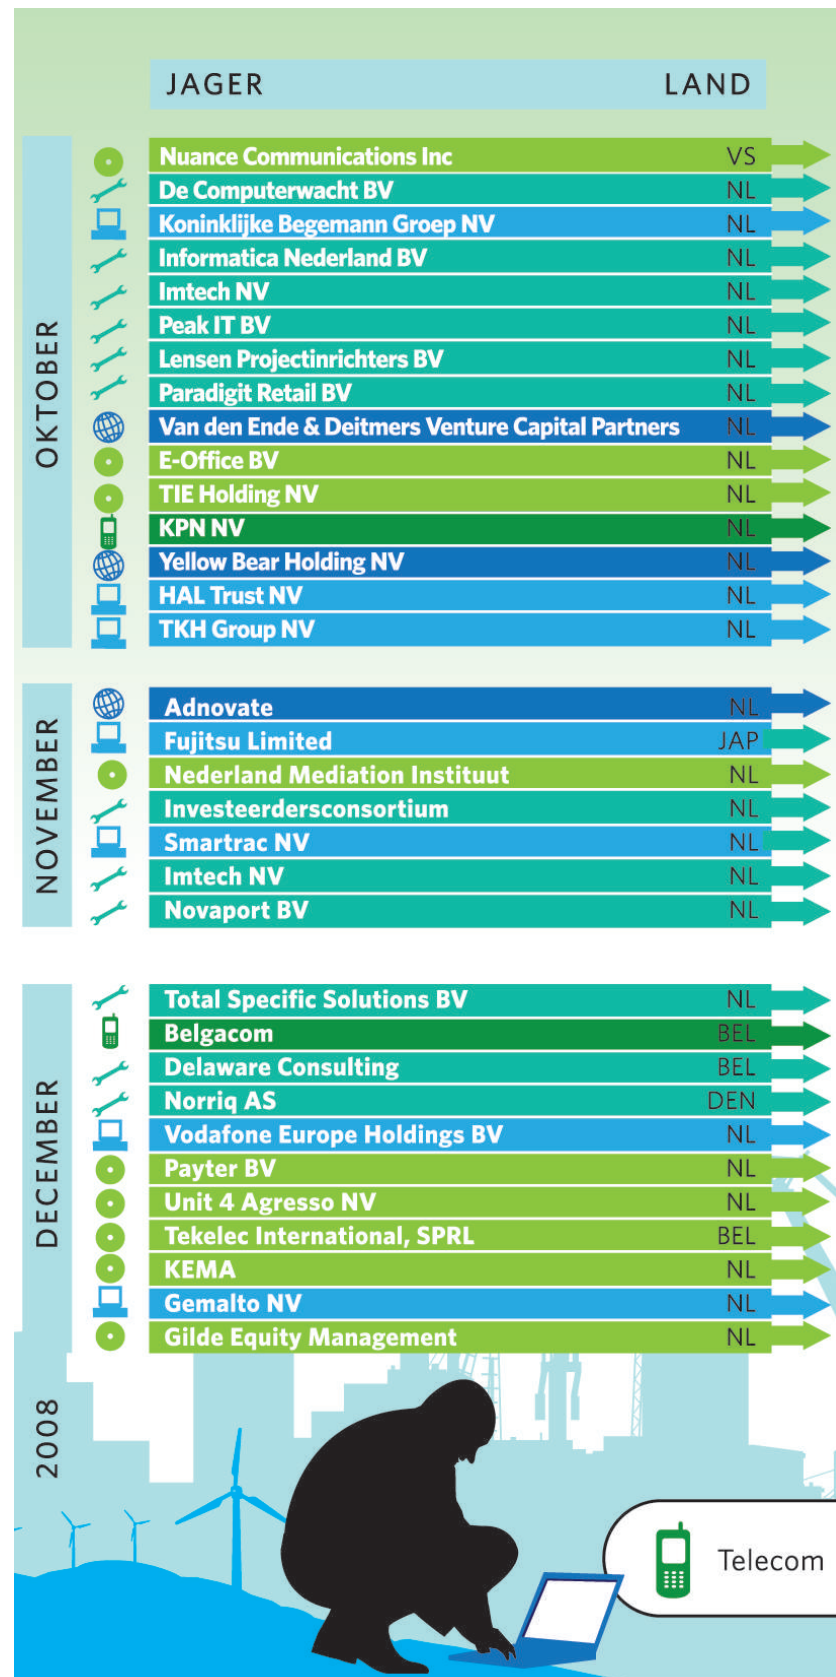 JAGER LAND
OKTOBER
Nuance Communications Inc VS
De Computerwacht BV NL
Koninklijke Begemann Groep NV NL
Informatica Nederland BV NL
Imtech NV NL
Peak IT BV NL
Lensen Projectinrichters BV NL
Paradigit Retail BV NL
Van den Ende & Deitmers Venture Capital Partners NL
E-Office BV NL
TIE Holding NV NL
KPN NV NL
Yellow Bear Holding NV NL
HAL Trust NV NL
TKH Group NV NL
NOVEMBER
Adnovate NL
Fujitsu Limited JAP
Nederland Mediation Instituut NL
Investeerdersconsortium NL
Smartrac NV NL
Imtech NV NL
Novaport BV NL
DECEMBER
Total Specific Solutions BV NL
Belgacom BEL
Delaware Consulting BEL
Norriq AS DEN
Vodafone Europe Holdings BV NL
Payter BV NL
Unit 4 Agresso NV NL
Tekelec International, SPRL BEL
KEMA NL
Gemalto NV NL
Gilde Equity Management NL
2008
Telecom